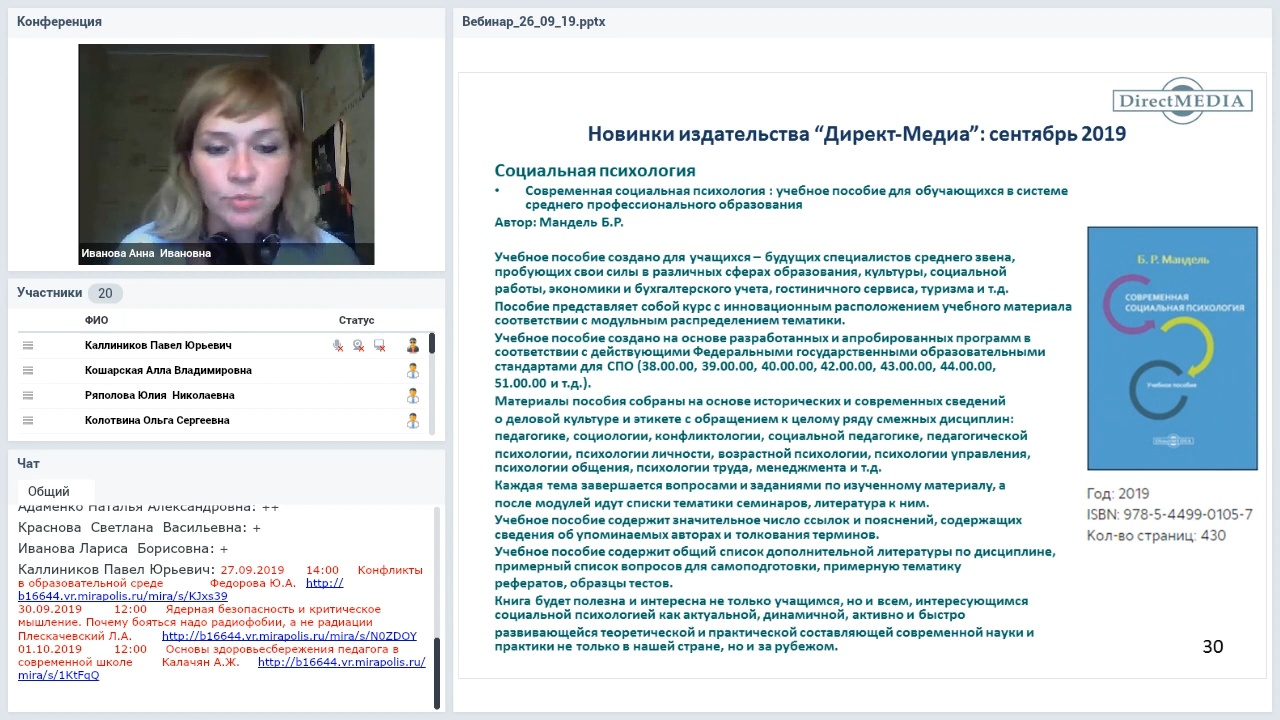 Конференция
Иванова Анна  Ивановна
Участники 20
ФИО Статус
Каллиников Павел Юрьевич
Кошарская Алла Владимировна
Ряполова Юлия  Николаевна
Колотвина Ольга Сергеевна
Чат
Общий
Адаменко Наталья Александровна: ++
Краснова  Светлана  Васильевна: +
Иванова Лариса  Борисовна: +
Каллиников Павел Юрьевич: 27.09.2019 14:00 Конфликты
в образовательной среде Федорова Ю.А. http://
b16644.vr.mirapolis.ru/mira/s/KJxs39
30.09.2019 12:00 Ядерная безопасность и критическое
мышление. Почему бояться надо радиофобии, а не радиации
Плескачевский Л.А. http://b16644.vr.mirapolis.ru/mira/s/N0ZDOY
01.10.2019 12:00 Основы здоровьесбережения педагога в
современной школе Калачян А.Ж. http://b16644.vr.mirapolis.ru/
mira/s/1KtFqQ
Вебинар_26_09_19.pptx
DirectMEDIA
Новинки издательства “Директ-Медиа”: сентябрь 2019
Социальная психология
• Современная социальная психология : учебное пособие для обучающихся в системе
среднего профессионального образования
Автор: Мандель Б.Р.
Учебное пособие создано для учащихся – будущих специалистов среднего звена,
пробующих свои силы в различных сферах образования, культуры, социальной
работы, экономики и бухгалтерского учета, гостиничного сервиса, туризма и т.д.
Пособие представляет собой курс с инновационным расположением учебного материала
соответствии с модульным распределением тематики.
Учебное пособие создано на основе разработанных и апробированных программ в
соответствии с действующими Федеральными государственными образовательными
стандартами для СПО (38.00.00, 39.00.00, 40.00.00, 42.00.00, 43.00.00, 44.00.00,
51.00.00 и т.д.).
Материалы пособия собраны на основе исторических и современных сведений
о деловой культуре и этикете с обращением к целому ряду смежных дисциплин:
педагогике, социологии, конфликтологии, социальной педагогике, педагогической
психологии, психологии личности, возрастной психологии, психологии управления,
психологии общения, психологии труда, менеджмента и т.д.
Каждая тема завершается вопросами и заданиями по изученному материалу, а
после модулей идут списки тематики семинаров, литература к ним.
Учебное пособие содержит значительное число ссылок и пояснений, содержащих
сведения об упоминаемых авторах и толкования терминов.
Учебное пособие содержит общий список дополнительной литературы по дисциплине,
примерный список вопросов для самоподготовки, примерную тематику
рефератов, образцы тестов.
Книга будет полезна и интересна не только учащимся, но и всем, интересующимся
социальной психологией как актуальной, динамичной, активно и быстро
развивающейся теоретической и практической составляющей современной науки и
практики не только в нашей стране, но и за рубежом.
Б. Р. Мандель
СОВРЕМЕННАЯ
СОЦИАЛЬНАЯ ПСИХОЛОГИЯ
Учебное пособие
DirectMEDIA
Год: 2019
ISBN: 978-5-4499-0105-7
Кол-во страниц: 430
30